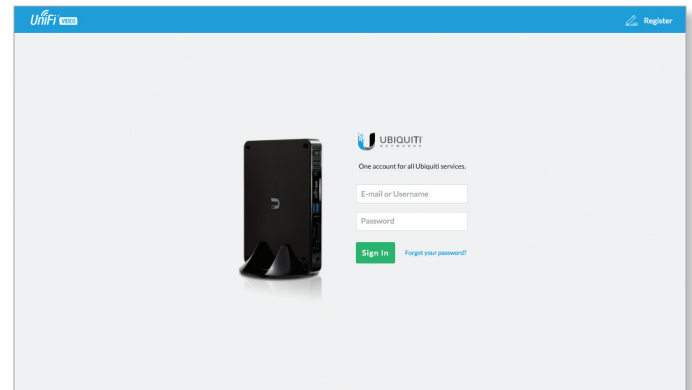 UniFi VIDEO
Register
UBIQUITI
NETWORKS
One account for all Ubiquiti services.
E-mail or Username
Password
Sign In
Forgot your password?